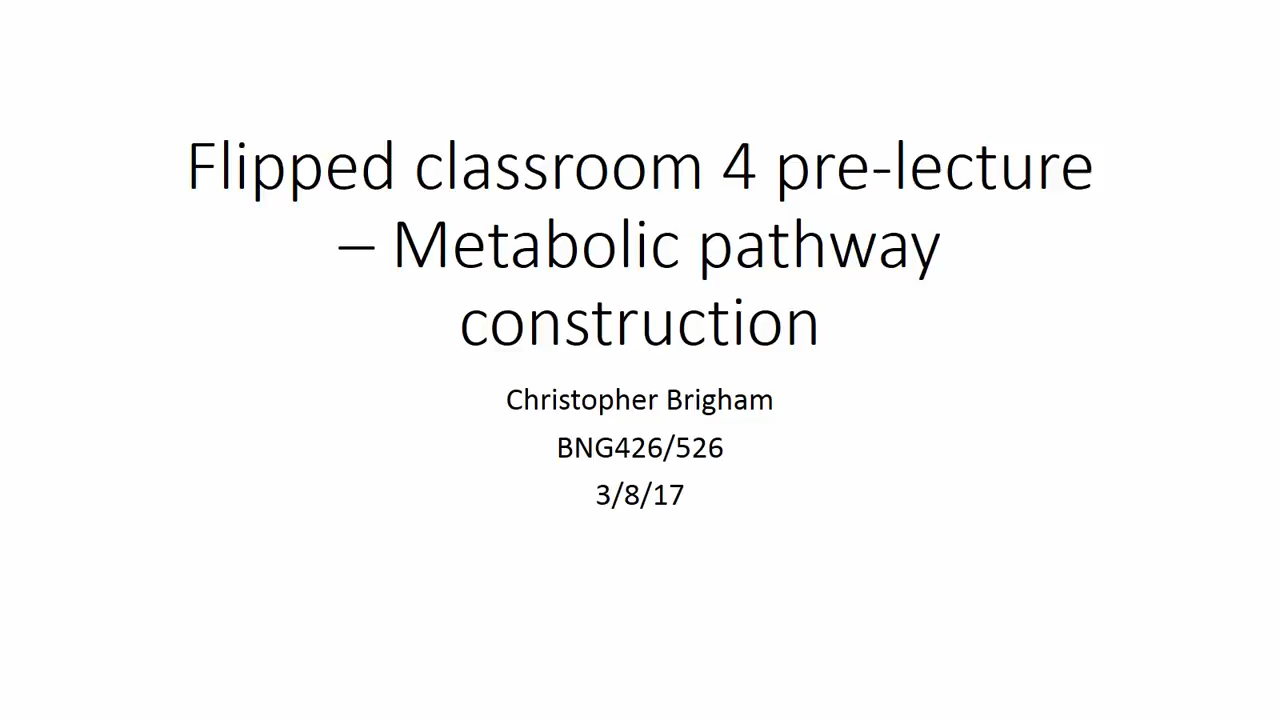 Flipped classroom 4 pre-lecture
– Metabolic pathway
construction
Christopher Brigham
BNG426/526
3/8/17